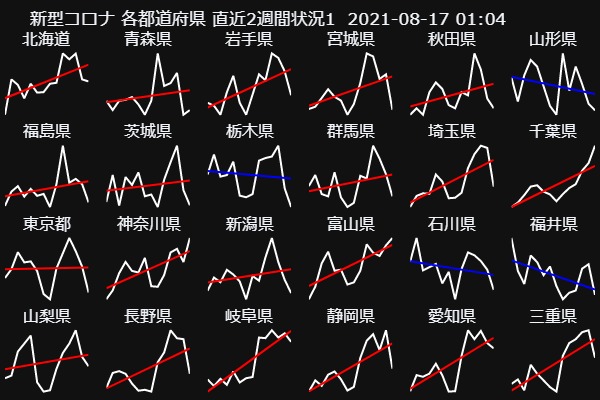 新型コロナ 各都道府県 直近2週間状況1 2021-08-17 01:04
北海道 青森県 岩手県 宮城県 秋田県 山形県
福島県 茨城県 栃木県 群馬県 埼玉県 千葉県
東京都 神奈川県 新潟県 富山県 石川県 福井県
山梨県 長野県 岐阜県 静岡県 愛知県 三重県